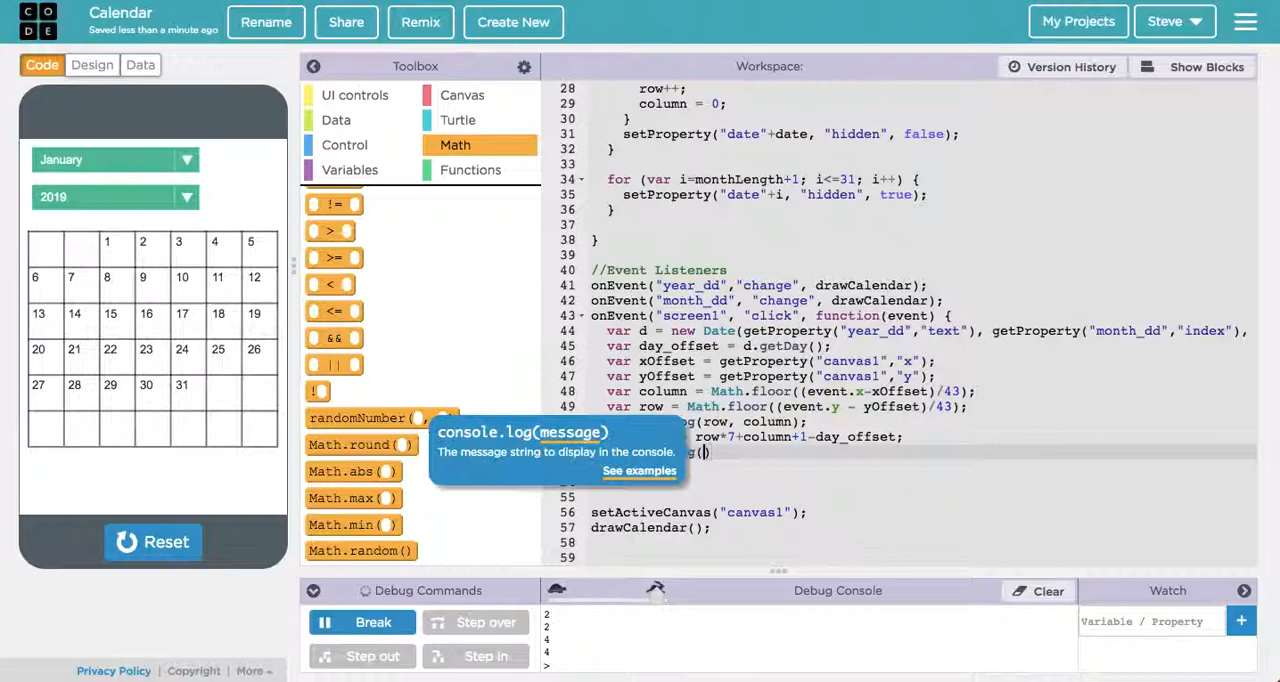 CO
DE
Calendar
Saved less than a minute ago
Rename
Share
Remix
Create New
My Projects
Steve
Code
Design
Data
Toolbox
Workspace:
Version History
Show Blocks
January
2019
1 2 3 4 5
6 7 8 9 10 11 12
13 14 15 16 17 18 19
20 21 22 23 24 25 26
27 28 29 30 31
Reset
UI controls
Canvas
Data
Turtle
Control
Math
Variables
Functions
!=
>
>=
<
<=
&&
||
!
randomNumber( ,
Math.round( )
Math.abs( )
Math.max( )
Math.min( )
Math.random()
28 row++;
29 column = 0;
30 }
31 setProperty("date"+date, "hidden", false);
32 }
33
34 for (var i=monthLength+1; i<=31; i++) {
35 setProperty("date"+i, "hidden", true);
36 }
37
38 }
39
40 //Event Listeners
41 onEvent("year_dd","change", drawCalendar);
42 onEvent("month_dd", "change", drawCalendar);
43 onEvent("screen1", "click", function(event) {
44 var d = new Date(getProperty("year_dd","text"), getProperty("month_dd","index"),
45 var day_offset = d.getDay();
46 var xOffset = getProperty("canvas1","x");
47 var yOffset = getProperty("canvas1","y");
48 var column = Math.floor((event.x-xOffset)/43);
49 var row = Math.floor((event.y - yOffset)/43);
g(row, column);
row*7+column+1-day_offset;
g()
55
56 setActiveCanvas("canvas1");
57 drawCalendar();
58
59
console.log(message)
The message string to display in the console.
See examples
Debug Commands
Debug Console
Clear
Watch
Break
Step over
Step out
Step in
2
2
4
4
>
Variable / Property
+
Privacy Policy | Copyright | More